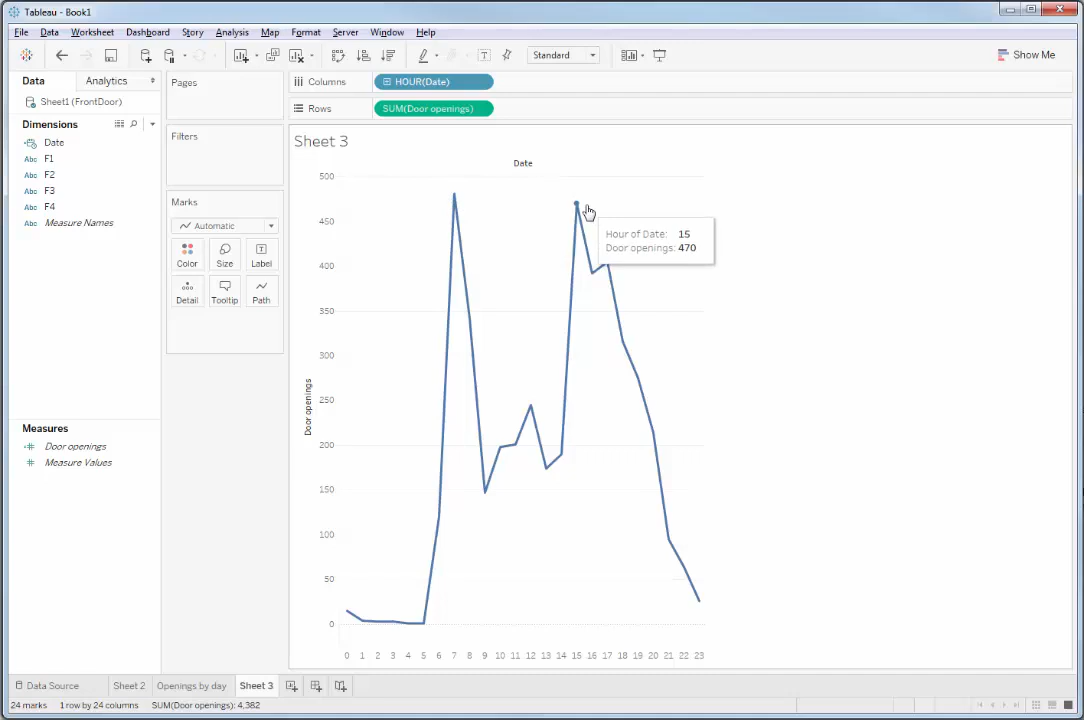 Tableau - Book1
File Data Worksheet Dashboard Story Analysis Map Format Server Window Help
Standard
Show Me
Data Analytics
Pages
Columns
HOUR(Date)
Sheet1 (FrontDoor)
Rows
SUM(Door openings)
Dimensions
Filters
Sheet 3
Date
Abc F1
Abc F2
Abc F3
Abc F4
Abc Measure Names
Marks
Automatic
Color Size Label
Detail Tooltip Path
Date
500
450
400
350
300
250
200
150
100
50
0
Door openings
Hour of Date: 15
Door openings: 470
0 1 2 3 4 5 6 7 8 9 10 11 12 13 14 15 16 17 18 19 20 21 22 23
Measures
Door openings
Measure Values
Data Source Sheet 2 Openings by day Sheet 3
24 marks 1 row by 24 columns SUM(Door openings): 4,382